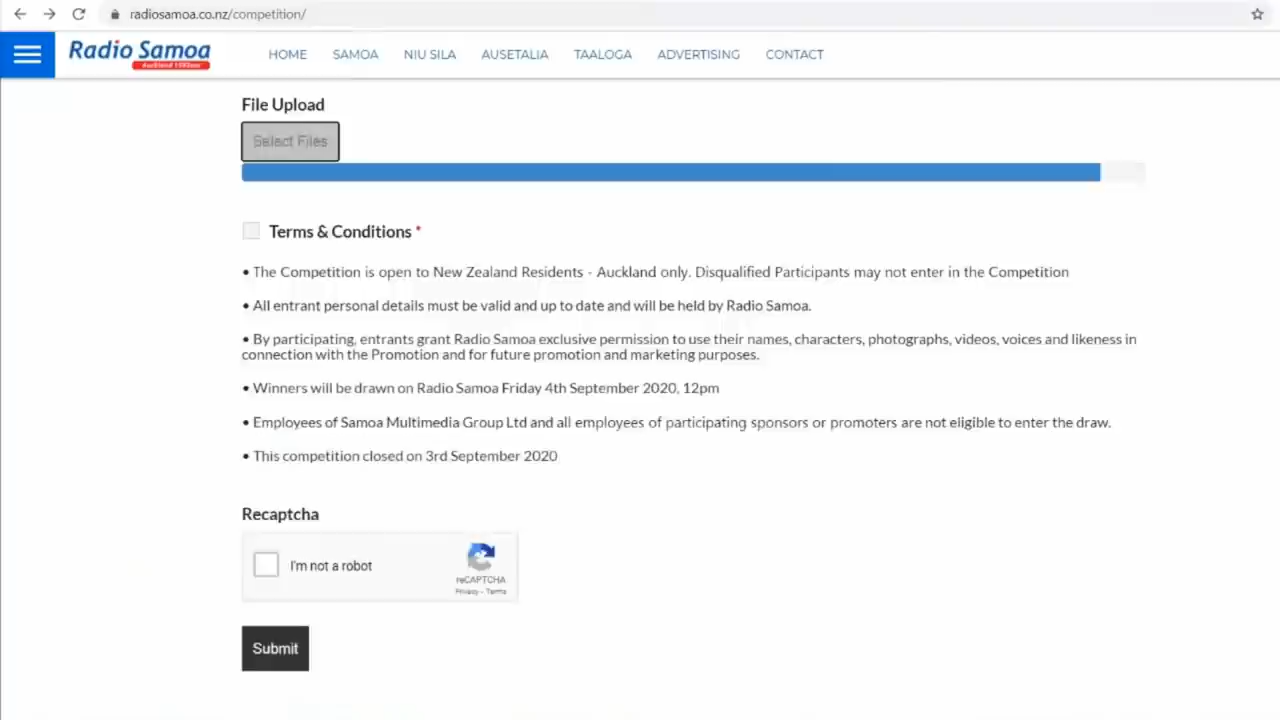 radiosamoa.co.nz/competition/
Radio Samoa
HOME SAMOA NIU SILA AUSETALIA TAALOGA ADVERTISING CONTACT
File Upload
Select Files
Terms & Conditions *
• The Competition is open to New Zealand Residents - Auckland only. Disqualified Participants may not enter in the Competition
• All entrant personal details must be valid and up to date and will be held by Radio Samoa.
• By participating, entrants grant Radio Samoa exclusive permission to use their names, characters, photographs, videos, voices and likeness in
connection with the Promotion and for future promotion and marketing purposes.
• Winners will be drawn on Radio Samoa Friday 4th September 2020, 12pm
• Employees of Samoa Multimedia Group Ltd and all employees of participating sponsors or promoters are not eligible to enter the draw.
• This competition closed on 3rd September 2020
Recaptcha
I'm not a robot
reCAPTCHA
Privacy - Terms
Submit